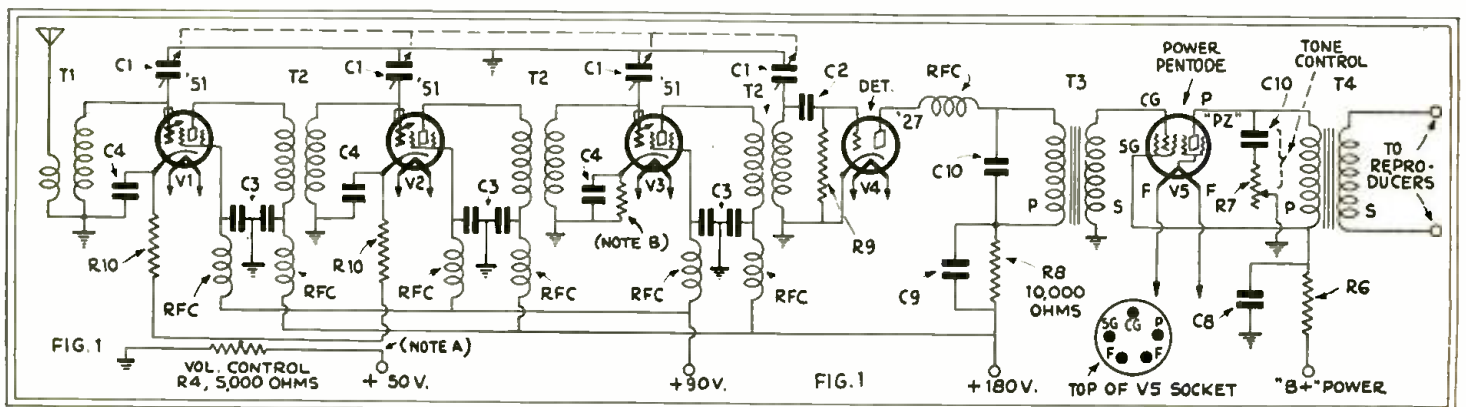 T1
C1
'51
C4
V1
R10
RFC
C3
RFC
T2
C1
'51
C4
V2
R10
RFC
C3
RFC
T2
C1
'51
C4
V3
(NOTE B)
RFC
C3
RFC
C1
T2
C2
R9
DET.
'27
V4
RFC
C10
C9
R8
10,000
OHMS
T3
P
S
POWER
PENTODE
CG
P
"PZ"
SG
F
V5
F
TONE
CONTROL
C10
T4
R7
P
S
TO
REPRO-
DUCERS
C8
R6
SG
CG
P
F
F
TOP OF V5 SOCKET
FIG. 1
VOL. CONTROL
R4, 5,000 OHMS
(NOTE A)
+50V.
+90V.
FIG.1
+180V.
"B+" POWER